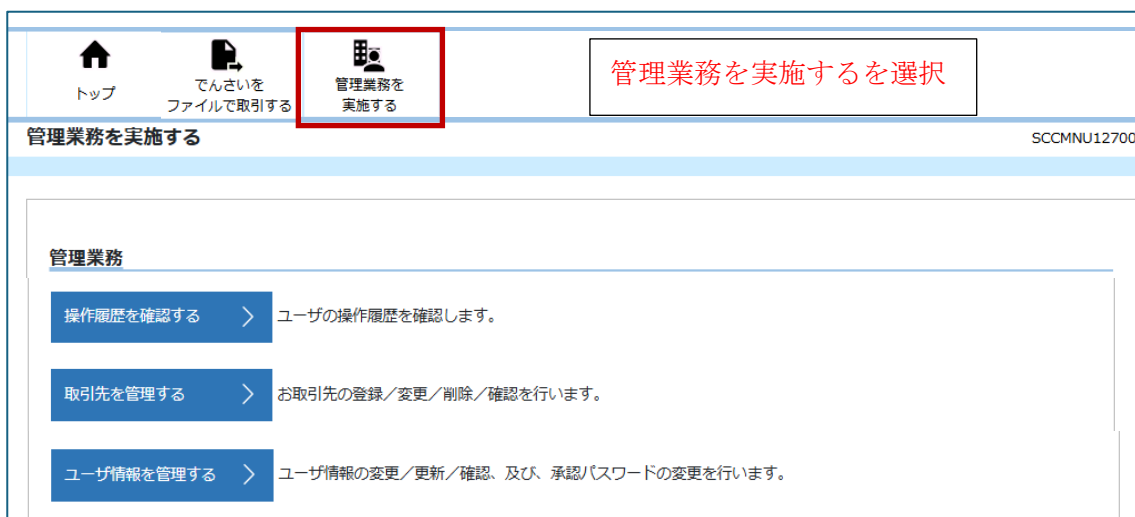 トップ
でんさいを
ファイルで取引する
管理業務を
実施する
管理業務を実施するを選択
管理業務を実施する
SCCMNU12700
管理業務
操作履歴を確認する
ユーザの操作履歴を確認します。
取引先を管理する
お取引先の登録／変更／削除／確認を行います。
ユーザ情報を管理する
ユーザ情報の変更／更新／確認、及び、承認パスワードの変更を行います。